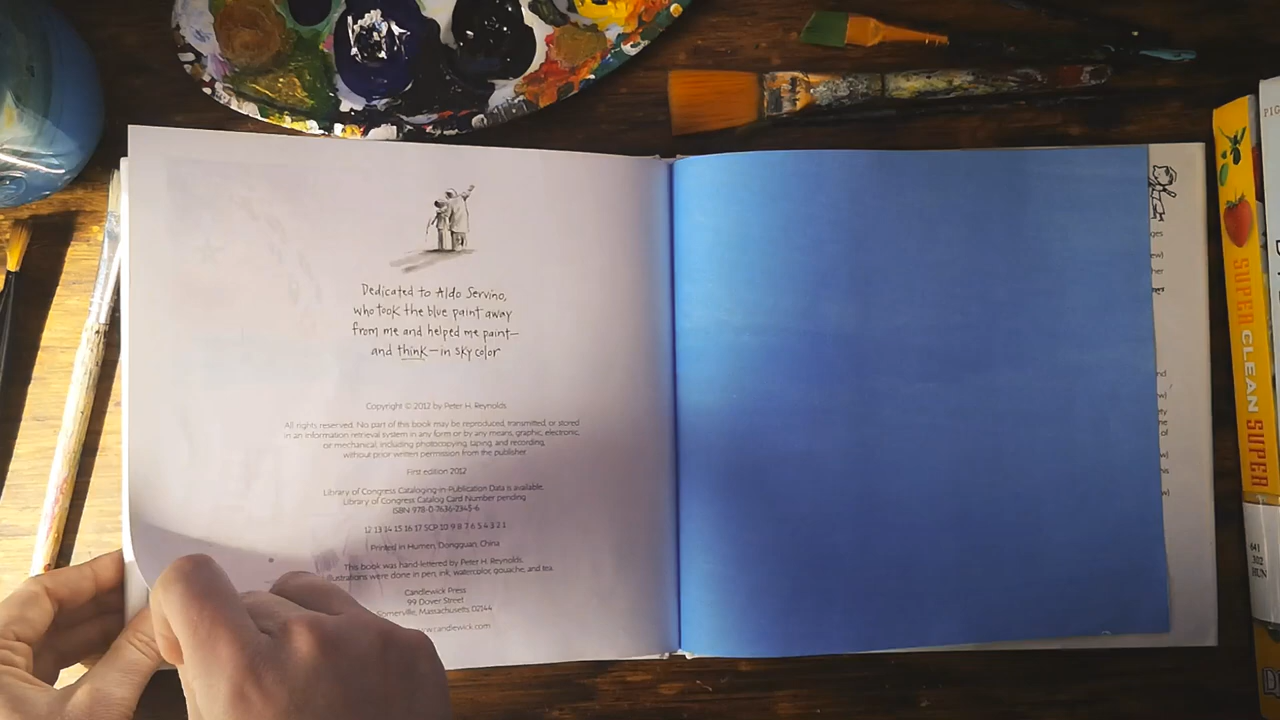 Dedicated to Aldo Servino,
who took the blue paint away
from me and helped me paint—
and think—in sky color
Copyright © 2012 by Peter H. Reynolds
All rights reserved. No part of this book may be reproduced, transmitted, or stored
in an information retrieval system in any form or by any means, graphic, electronic,
or mechanical, including photocopying, taping, and recording,
without prior written permission from the publisher.
First edition 2012
Library of Congress Cataloging-in-Publication Data is available.
Library of Congress Catalog Card Number pending
ISBN 978-0-7636-2345-6
12 13 14 15 16 17 SCP 10 9 8 7 6 5 4 3 2 1
Printed in Humen, Dongguan, China
This book was hand-lettered by Peter H. Reynolds.
illustrations were done in pen, ink, watercolor, gouache, and tea.
Candlewick Press
99 Dover Street
Somerville, Massachusetts 02144
www.candlewick.com
SUPER CLEAN SUPER
641
302
HUN
PIG